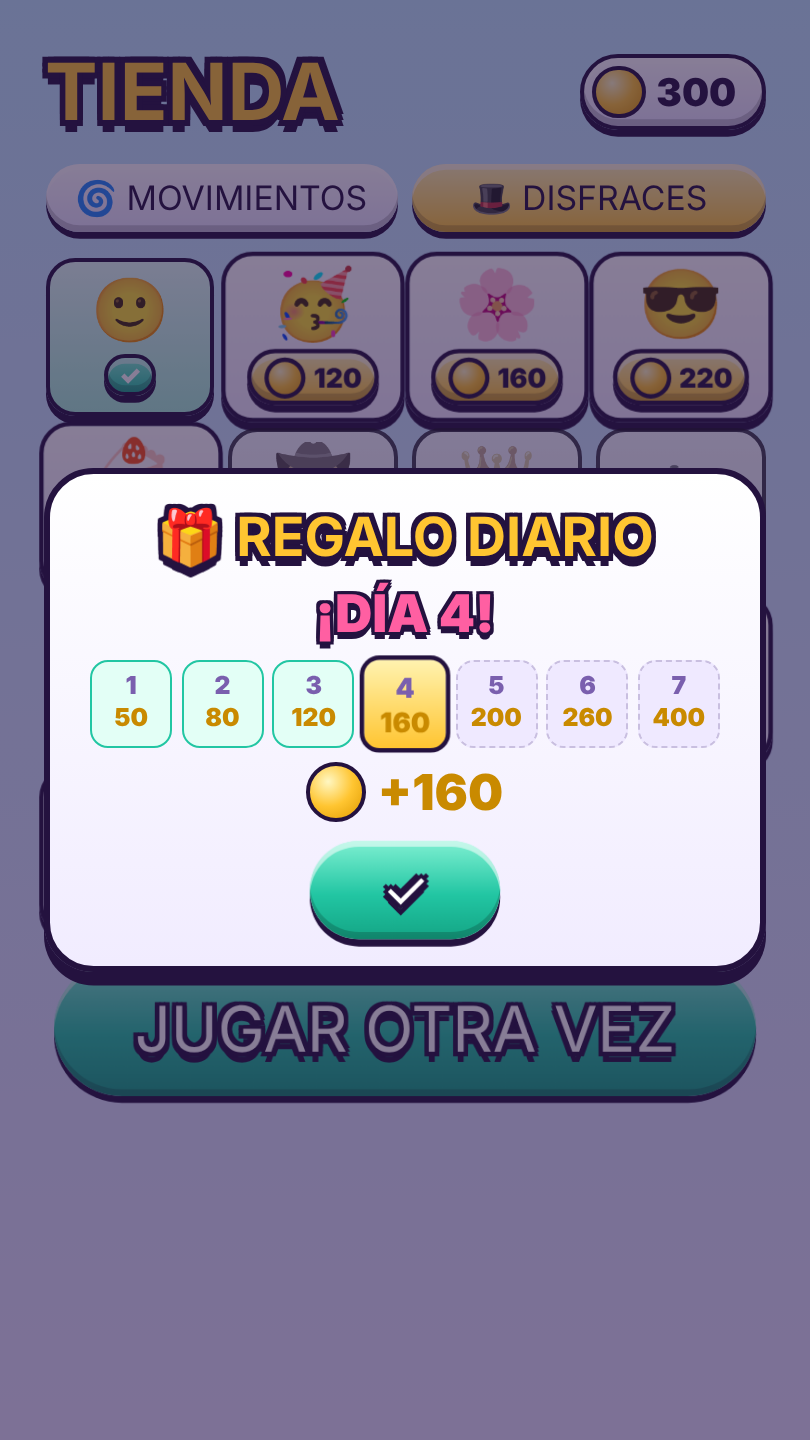 TIENDA
300
MOVIMIENTOS
DISFRACES
120
160
220
REGALO DIARIO
¡DÍA 4!
1 2 3 4 5 6 7
50 80 120 160 200 260 400
+160
JUGAR OTRA VEZ